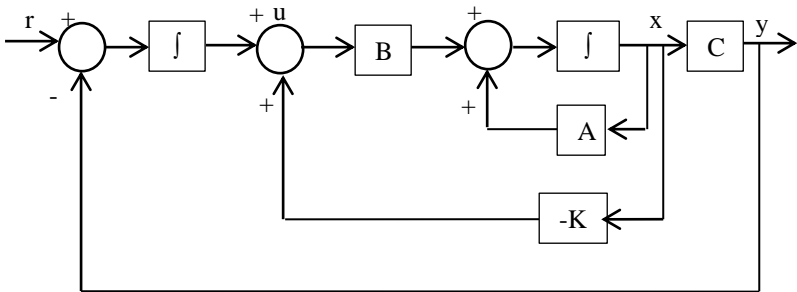 r + ∫ + u B + ∫ x C y
- + + A
-K